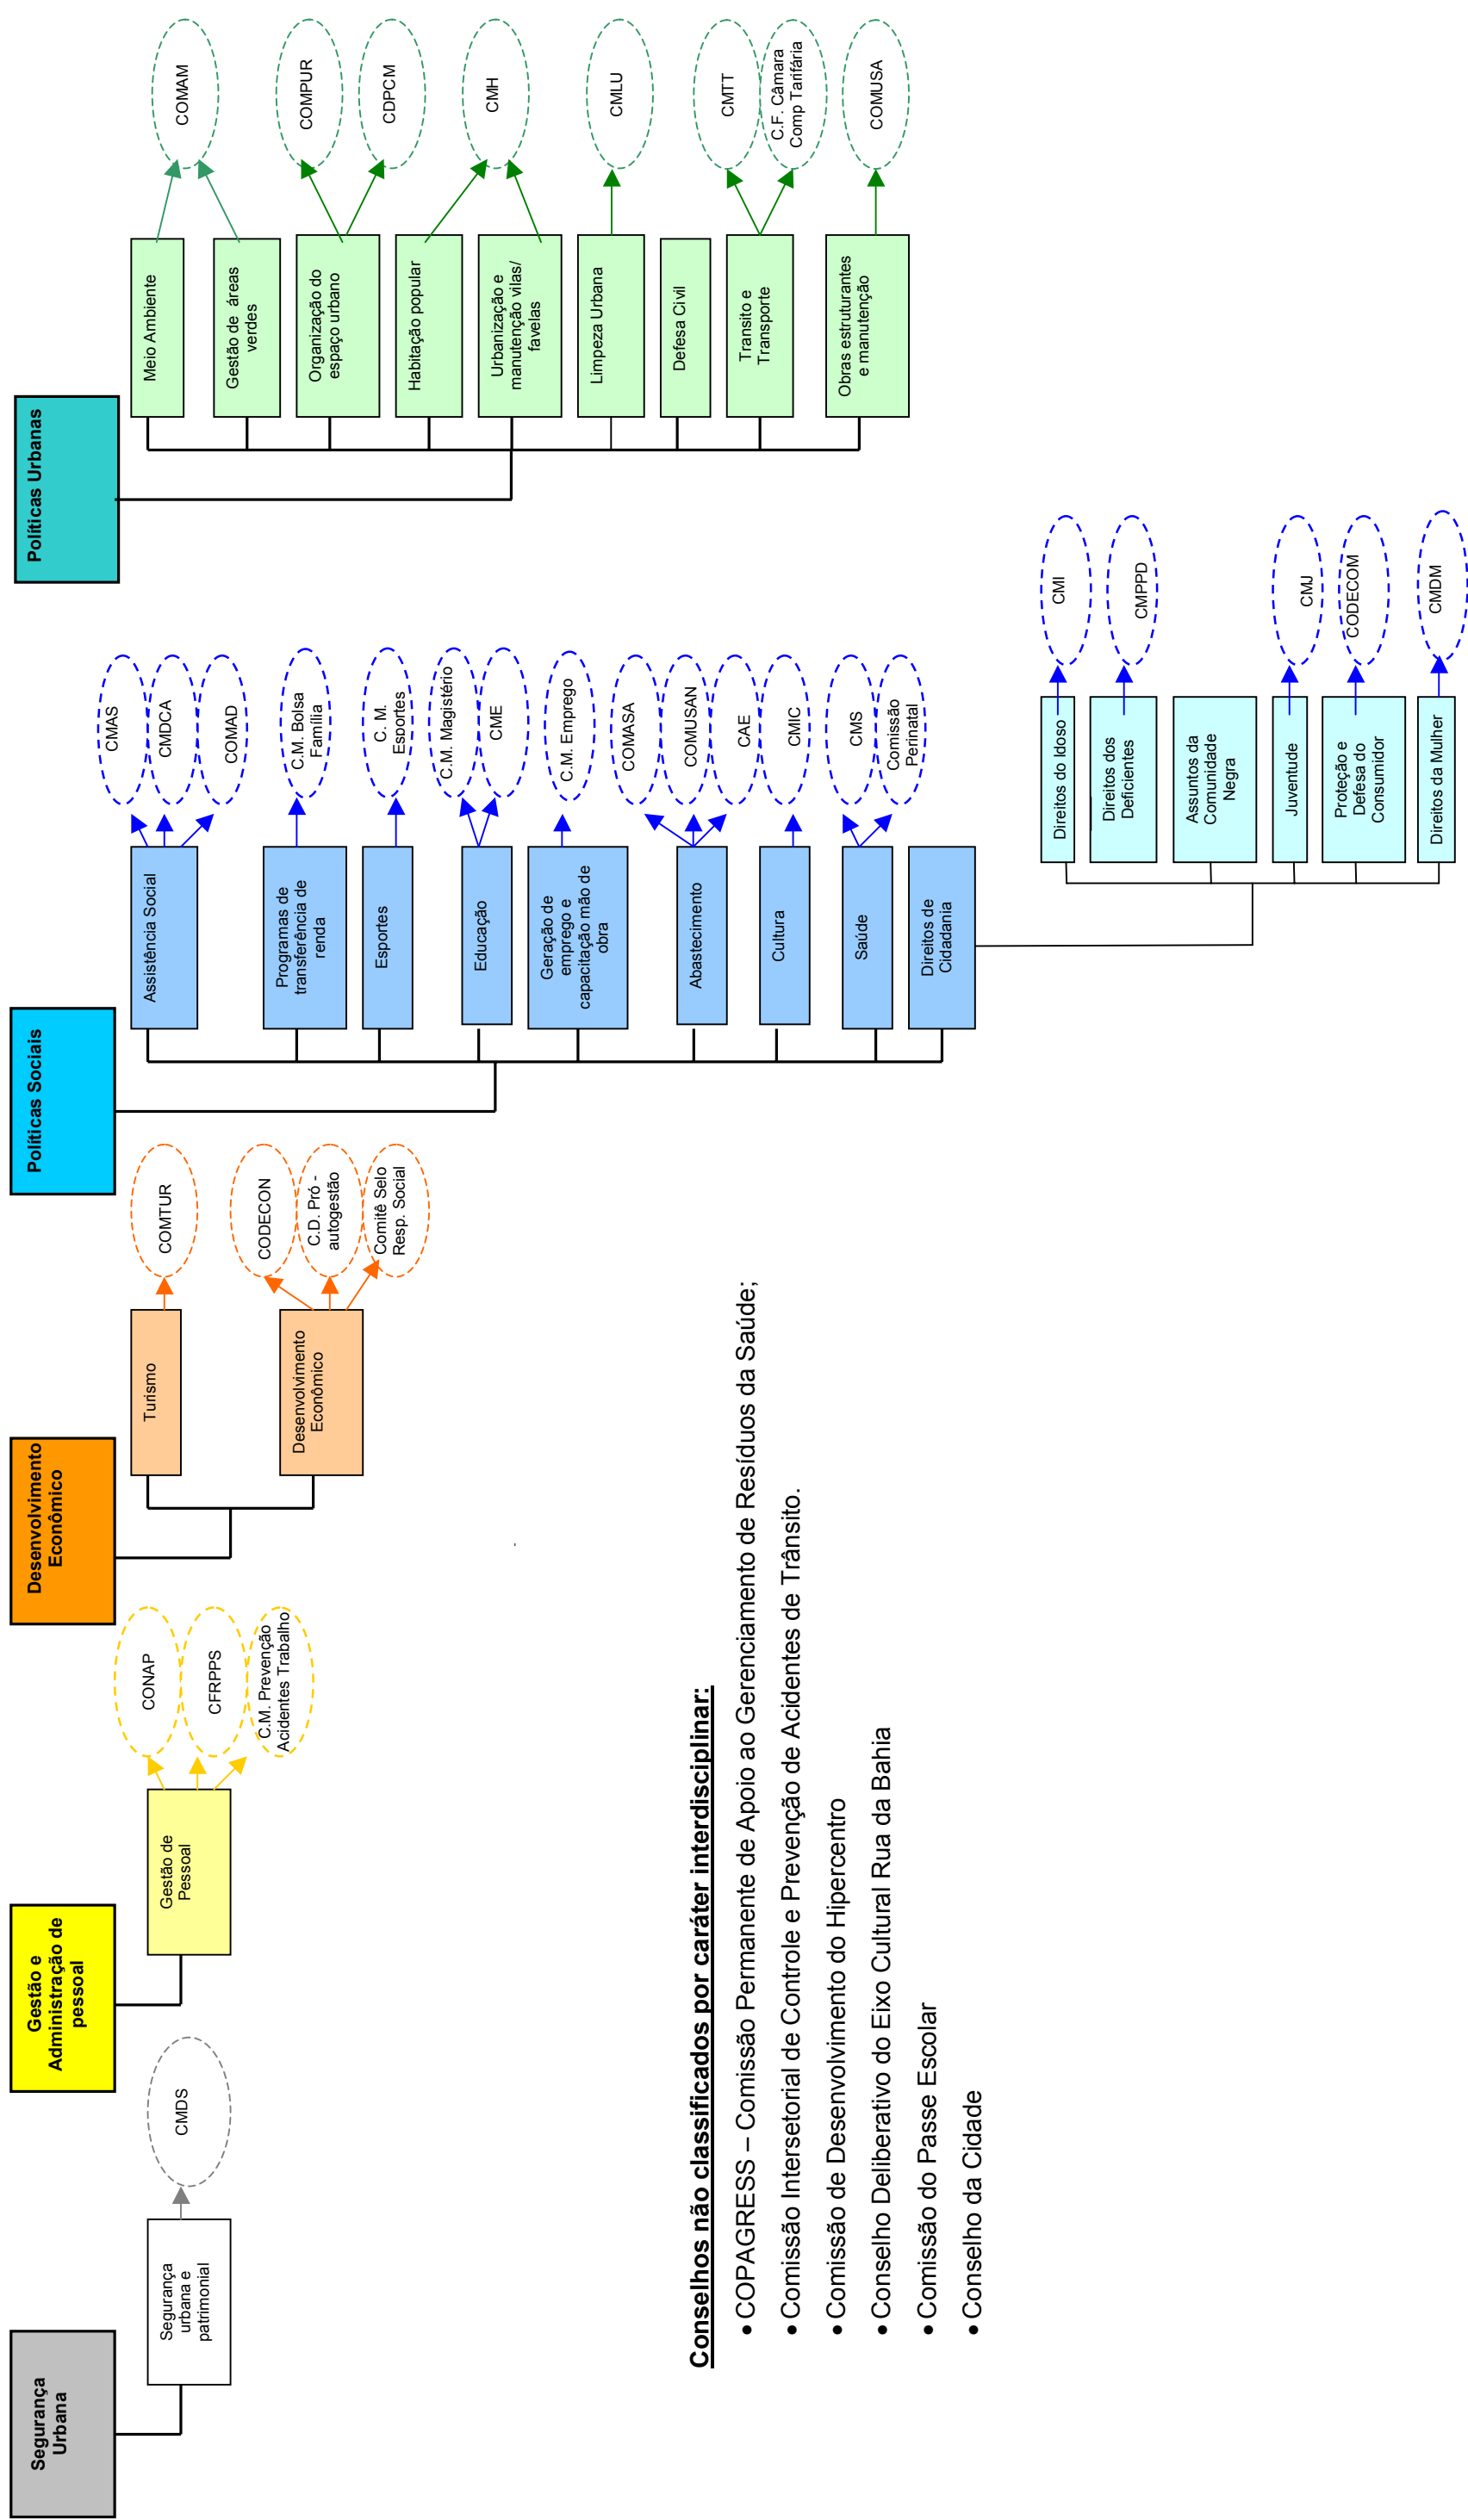 Segurança
Urbana
Segurança
urbana e
patrimonial
CMDS
Gestão e
Administração de
pessoal
Gestão de
Pessoal
CONAP
CFRPPS
C.M. Prevenção
Acidentes Trabalho
Desenvolvimento
Econômico
Turismo
COMTUR
Desenvolvimento
Econômico
CODECON
C.D. Pró -
autogestão
Comitê Selo
Resp. Social
Políticas Sociais
Assistência Social
CMAS
CMDCA
COMAD
Programas de
transferência de
renda
C.M. Bolsa
Família
Esportes
C. M.
Esportes
Educação
C.M. Magistério
CME
Geração de
emprego e
capacitação mão de
obra
C.M. Emprego
Abastecimento
COMASA
COMUSAN
CAE
Cultura
CMIC
Saúde
CMS
Comissão
Perinatal
Direitos de
Cidadania
Direitos do Idoso
CMI
Direitos dos
Deficientes
CMPPD
Assuntos da
Comunidade
Negra
Juventude
CMJ
Proteção e
Defesa do
Consumidor
CODECOM
Direitos da Mulher
CMDM
Políticas Urbanas
Meio Ambiente
COMAM
Gestão de áreas
verdes
Organização do
espaço urbano
COMPUR
CDPCM
Habitação popular
CMH
Urbanização e
manutenção vilas/
favelas
Limpeza Urbana
CMLU
Defesa Civil
Transito e
Transporte
CMTT
C.F. Câmara
Comp Tarifária
Obras estruturantes
e manutenção
COMUSA
Conselhos não classificados por caráter interdisciplinar:
•COPAGRESS – Comissão Permanente de Apoio ao Gerenciamento de Resíduos da Saúde;
•Comissão Intersetorial de Controle e Prevenção de Acidentes de Trânsito.
•Comissão de Desenvolvimento do Hipercentro
•Conselho Deliberativo do Eixo Cultural Rua da Bahia
•Comissão do Passe Escolar
•Conselho da Cidade